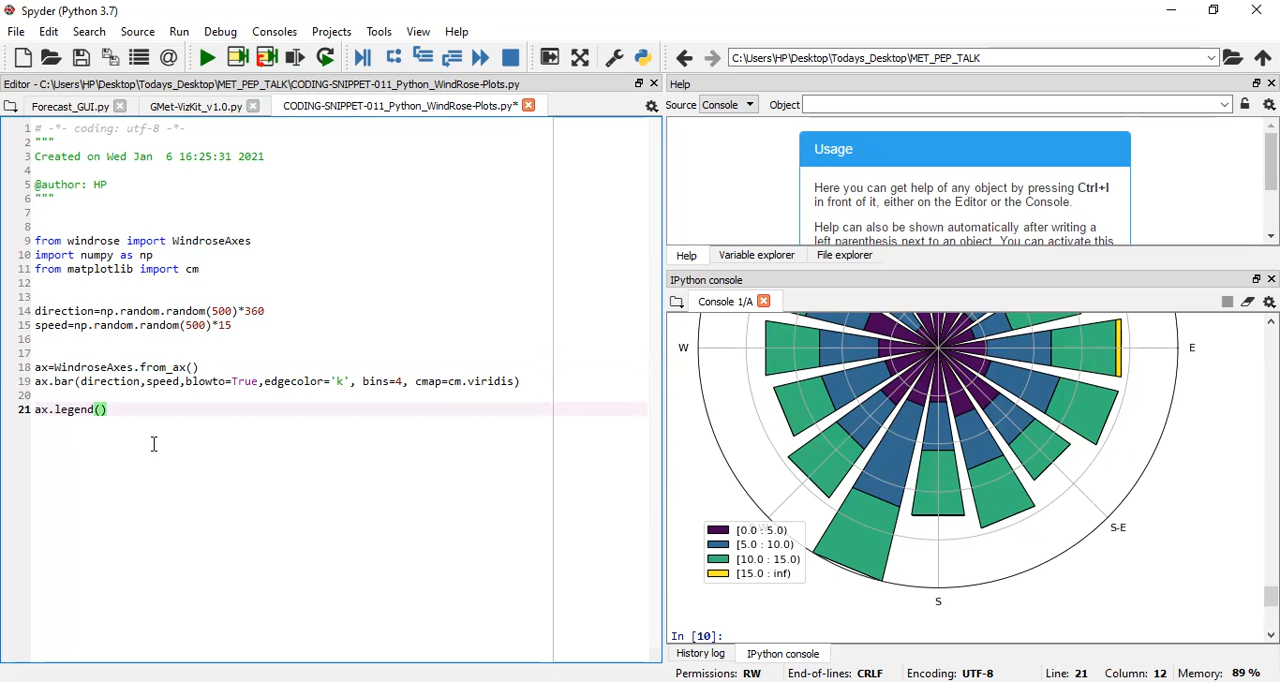 Spyder (Python 3.7)
File Edit Search Source Run Debug Consoles Projects Tools View Help
C:\Users\HP\Desktop\Todays_Desktop\MET_PEP_TALK
Editor - C:\Users\HP\Desktop\Todays_Desktop\MET_PEP_TALK\CODING-SNIPPET-011_Python_WindRose-Plots.py
Forecast_GUI.py GMet-VizKit_v1.0.py CODING-SNIPPET-011_Python_WindRose-Plots.py*
1 # -*- coding: utf-8 -*-
2 """
3 Created on Wed Jan  6 16:25:31 2021
4
5 @author: HP
6 """
7
8
9 from windrose import WindroseAxes
10 import numpy as np
11 from matplotlib import cm
12
13
14 direction=np.random.random(500)*360
15 speed=np.random.random(500)*15
16
17
18 ax=WindroseAxes.from_ax()
19 ax.bar(direction,speed,blowto=True,edgecolor='k', bins=4, cmap=cm.viridis)
20
21 ax.legend()
Help
Source Console Object
Usage
Here you can get help of any object by pressing Ctrl+I
in front of it, either on the Editor or the Console.
Help can also be shown automatically after writing a
left parenthesis next to an object. You can activate this
Help Variable explorer File explorer
IPython console
Console 1/A
W
E
S-E
S
[0.0 : 5.0)
[5.0 : 10.0)
[10.0 : 15.0)
[15.0 : inf)
In [10]:
History log IPython console
Permissions: RW End-of-lines: CRLF Encoding: UTF-8 Line: 21 Column: 12 Memory: 89 %